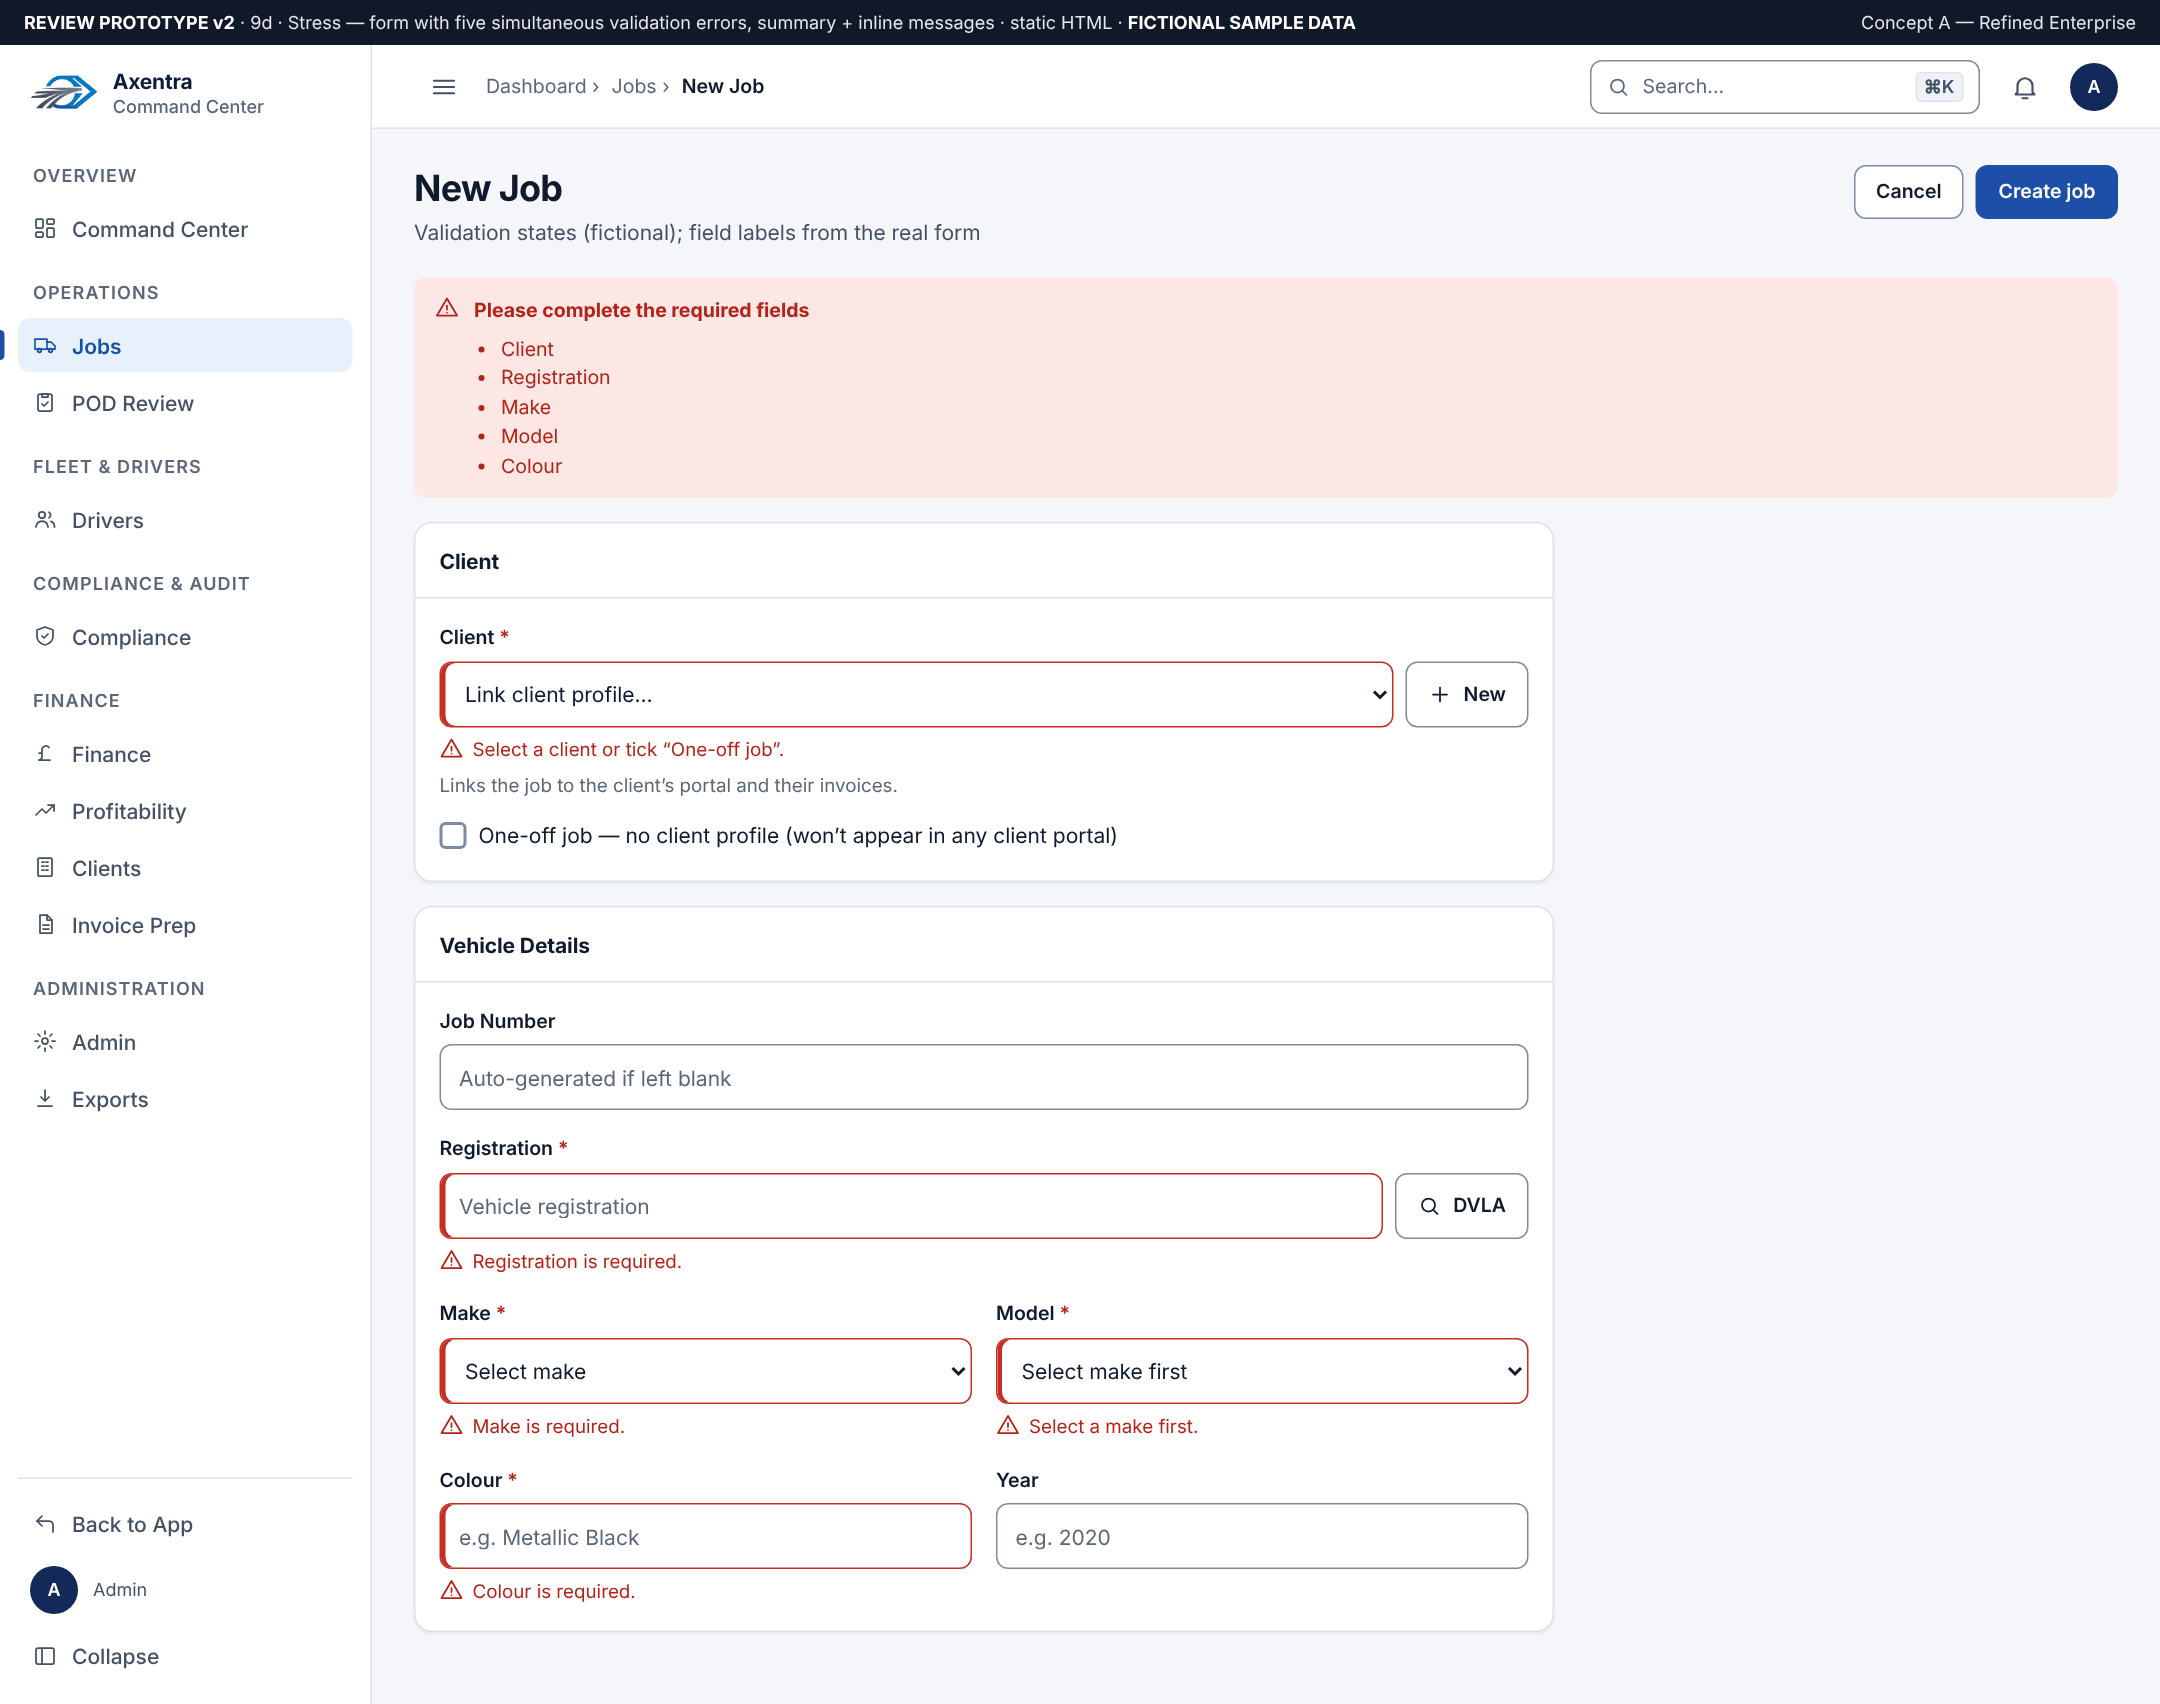 REVIEW PROTOTYPE v2 · 9d · Stress — form with five simultaneous validation errors, summary + inline messages · static HTML · FICTIONAL SAMPLE DATA
Concept A — Refined Enterprise
Axentra
Command Center
OVERVIEW
Command Center
OPERATIONS
Jobs
POD Review
FLEET & DRIVERS
Drivers
COMPLIANCE & AUDIT
Compliance
FINANCE
Finance
Profitability
Clients
Invoice Prep
ADMINISTRATION
Admin
Exports
Back to App
A Admin
Collapse
Dashboard › Jobs › New Job
Search... ⌘K
A
New Job
Validation states (fictional); field labels from the real form
Cancel
Create job
Please complete the required fields
• Client
• Registration
• Make
• Model
• Colour
Client
Client *
Link client profile...
+ New
Select a client or tick “One-off job”.
Links the job to the client’s portal and their invoices.
One-off job — no client profile (won’t appear in any client portal)
Vehicle Details
Job Number
Auto-generated if left blank
Registration *
Vehicle registration
DVLA
Registration is required.
Make *
Model *
Select make
Select make first
Make is required.
Select a make first.
Colour *
Year
e.g. Metallic Black
e.g. 2020
Colour is required.